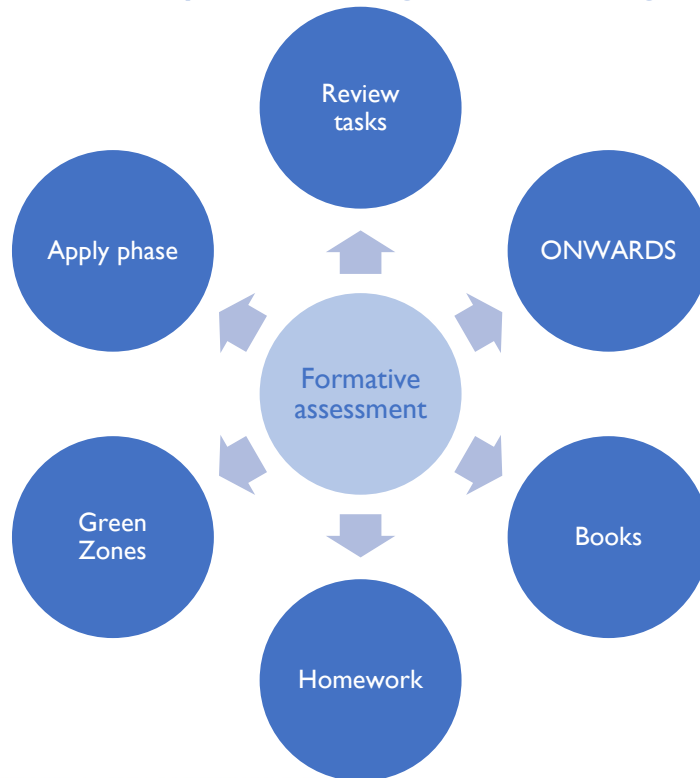 Review
tasks
Apply phase
ONWARDS
Formative
assessment
Green
Zones
Books
Homework